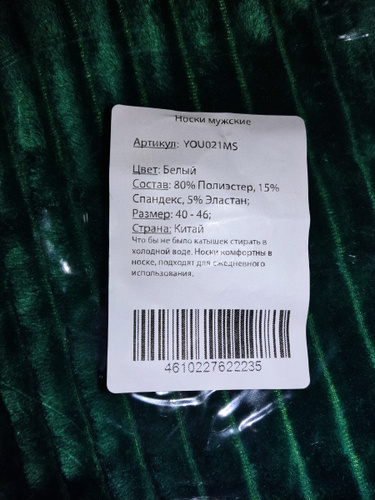 Носки мужские
Артикул: YOU021MS
Цвет: Белый
Состав: 80% Полиэстер, 15%
Спандекс, 5% Эластан;
Размер: 40 - 46;
Страна: Китай
Что бы не было катышек стирать в
холодной воде. Носки комфортны в
носке, подходят для ежедневного
использования.
4610227622235